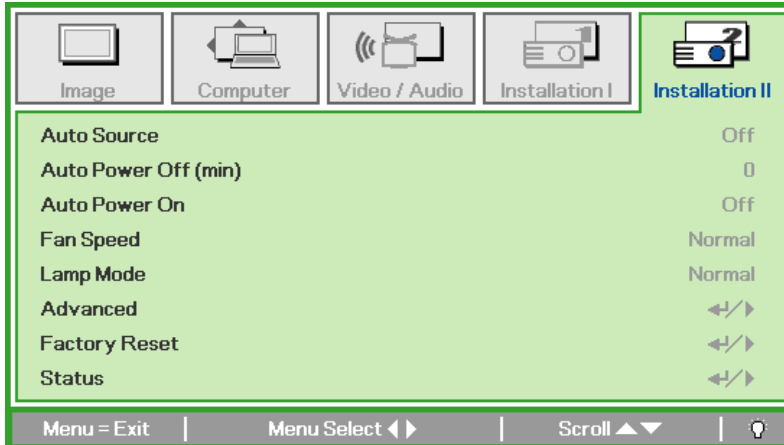 Image Computer Video / Audio Installation I Installation II
Auto Source Off
Auto Power Off (min) 0
Auto Power On Off
Fan Speed Normal
Lamp Mode Normal
Advanced
Factory Reset
Status
Menu = Exit Menu Select Scroll